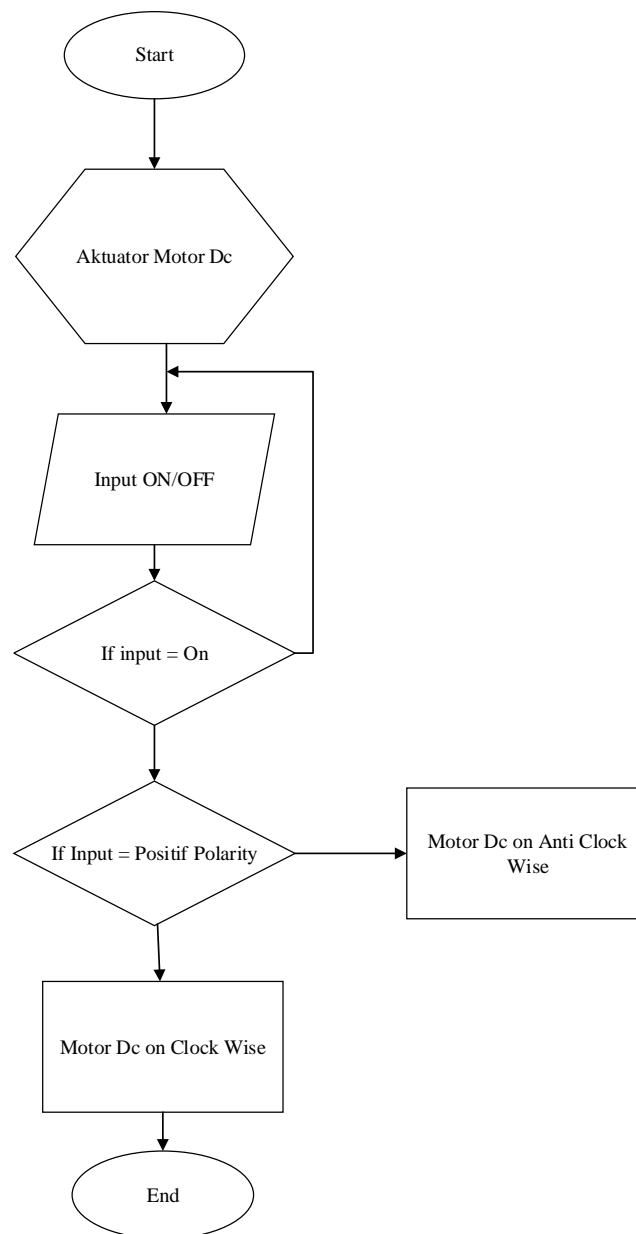 Start
Aktuator Motor Dc
Input ON/OFF
If input = On
If Input = Positif Polarity
Motor Dc on Anti Clock
Wise
Motor Dc on Clock Wise
End